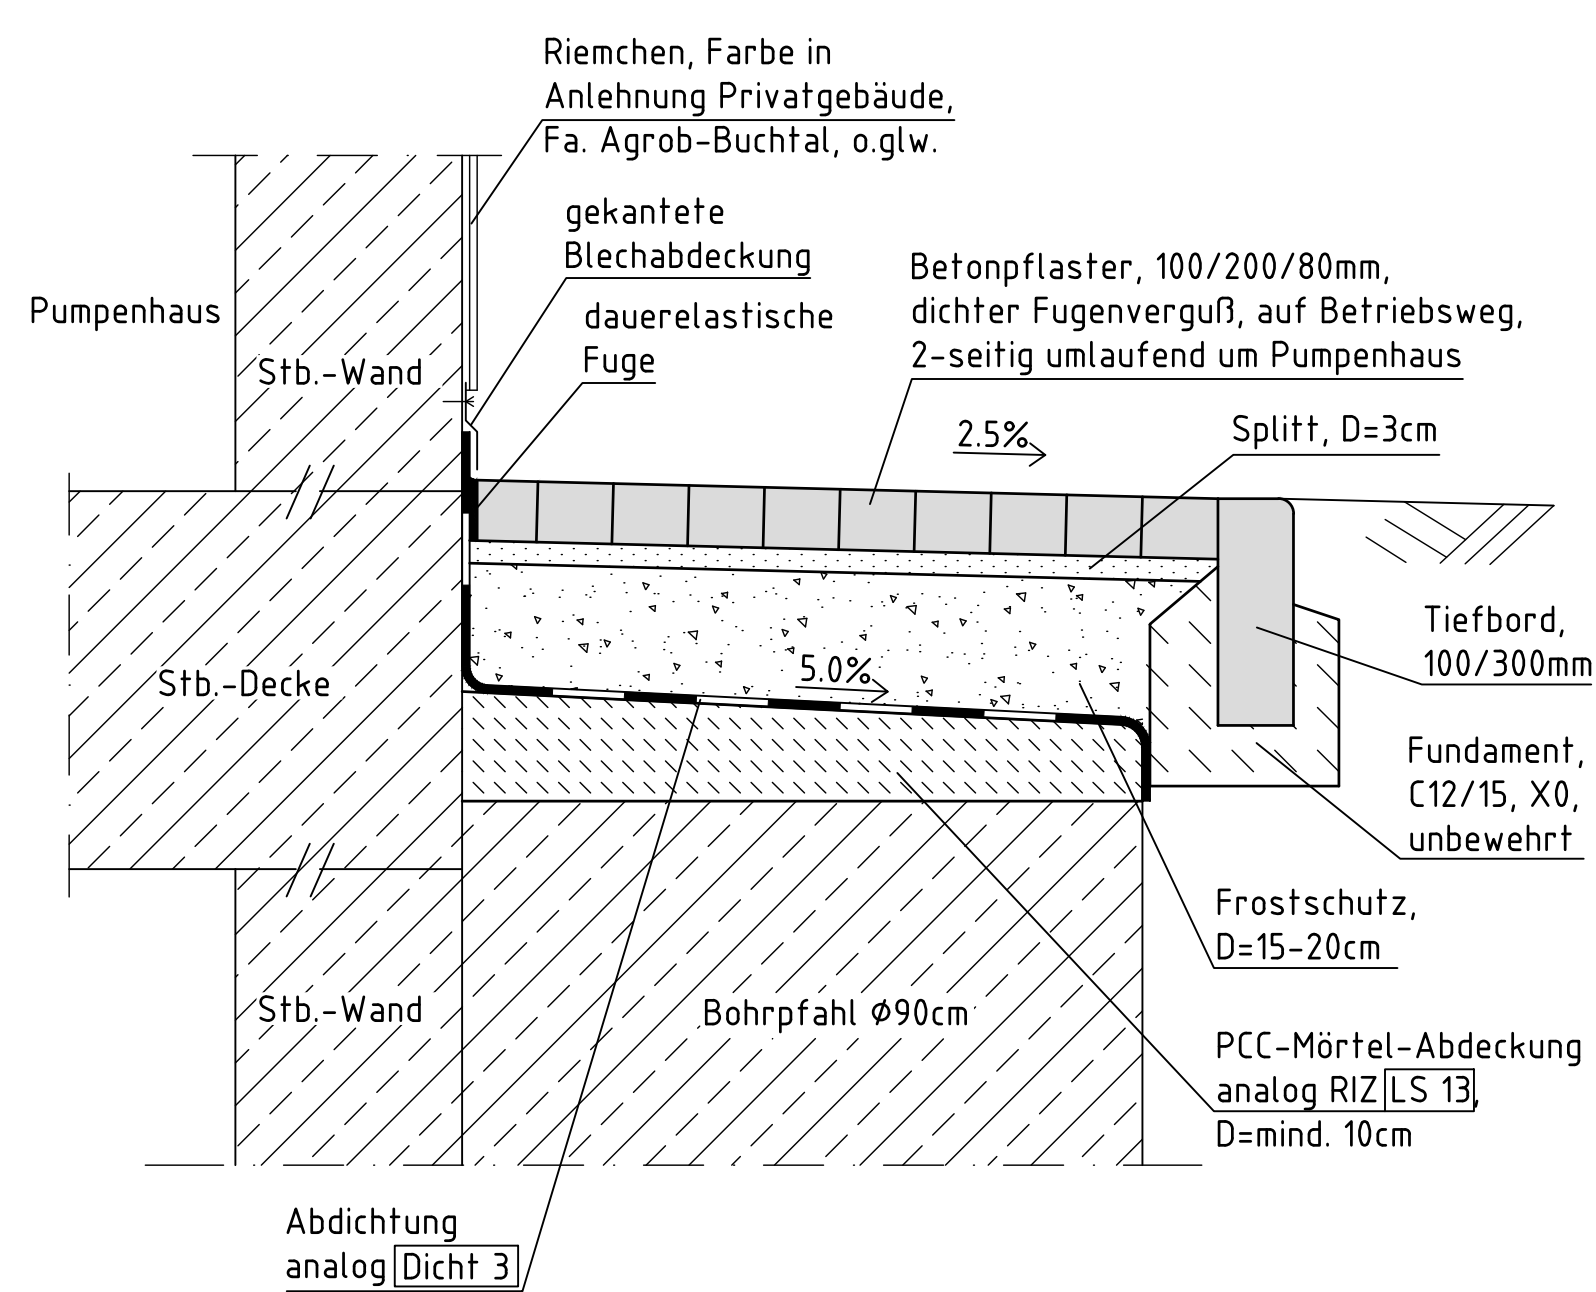 Riemchen, Farbe in
Anlehnung Privatgebäude,
Fa. Agrob-Buchtal, o.glw.
gekantete
Blechabdeckung
dauerelastische
Fuge
Betonpflaster, 100/200/80mm,
dichter Fugenverguß, auf Betriebsweg,
2-seitig umlaufend um Pumpenhaus
Pumpenhaus
Stb.-Wand
2.5%
Splitt, D=3cm
Stb.-Decke
5.0%
Tiefbord,
100/300mm
Fundament,
C12/15, X0,
unbewehrt
Frostschutz,
D=15-20cm
Stb.-Wand
Bohrpfahl Ø90cm
PCC-Mörtel-Abdeckung
analog RIZ LS 13,
D=mind. 10cm
Abdichtung
analog Dicht 3